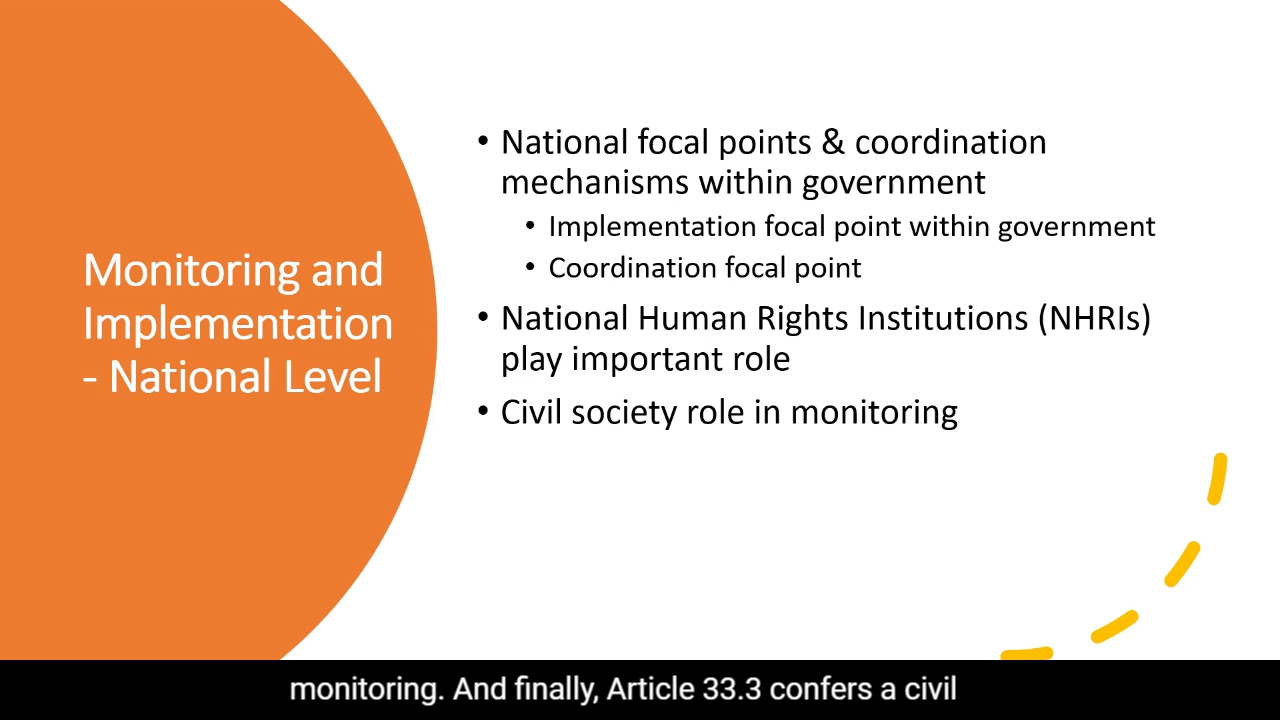 Monitoring and
Implementation
- National Level
• National focal points & coordination
mechanisms within government
• Implementation focal point within government
• Coordination focal point
• National Human Rights Institutions (NHRIs)
play important role
• Civil society role in monitoring
monitoring. And finally, Article 33.3 confers a civil